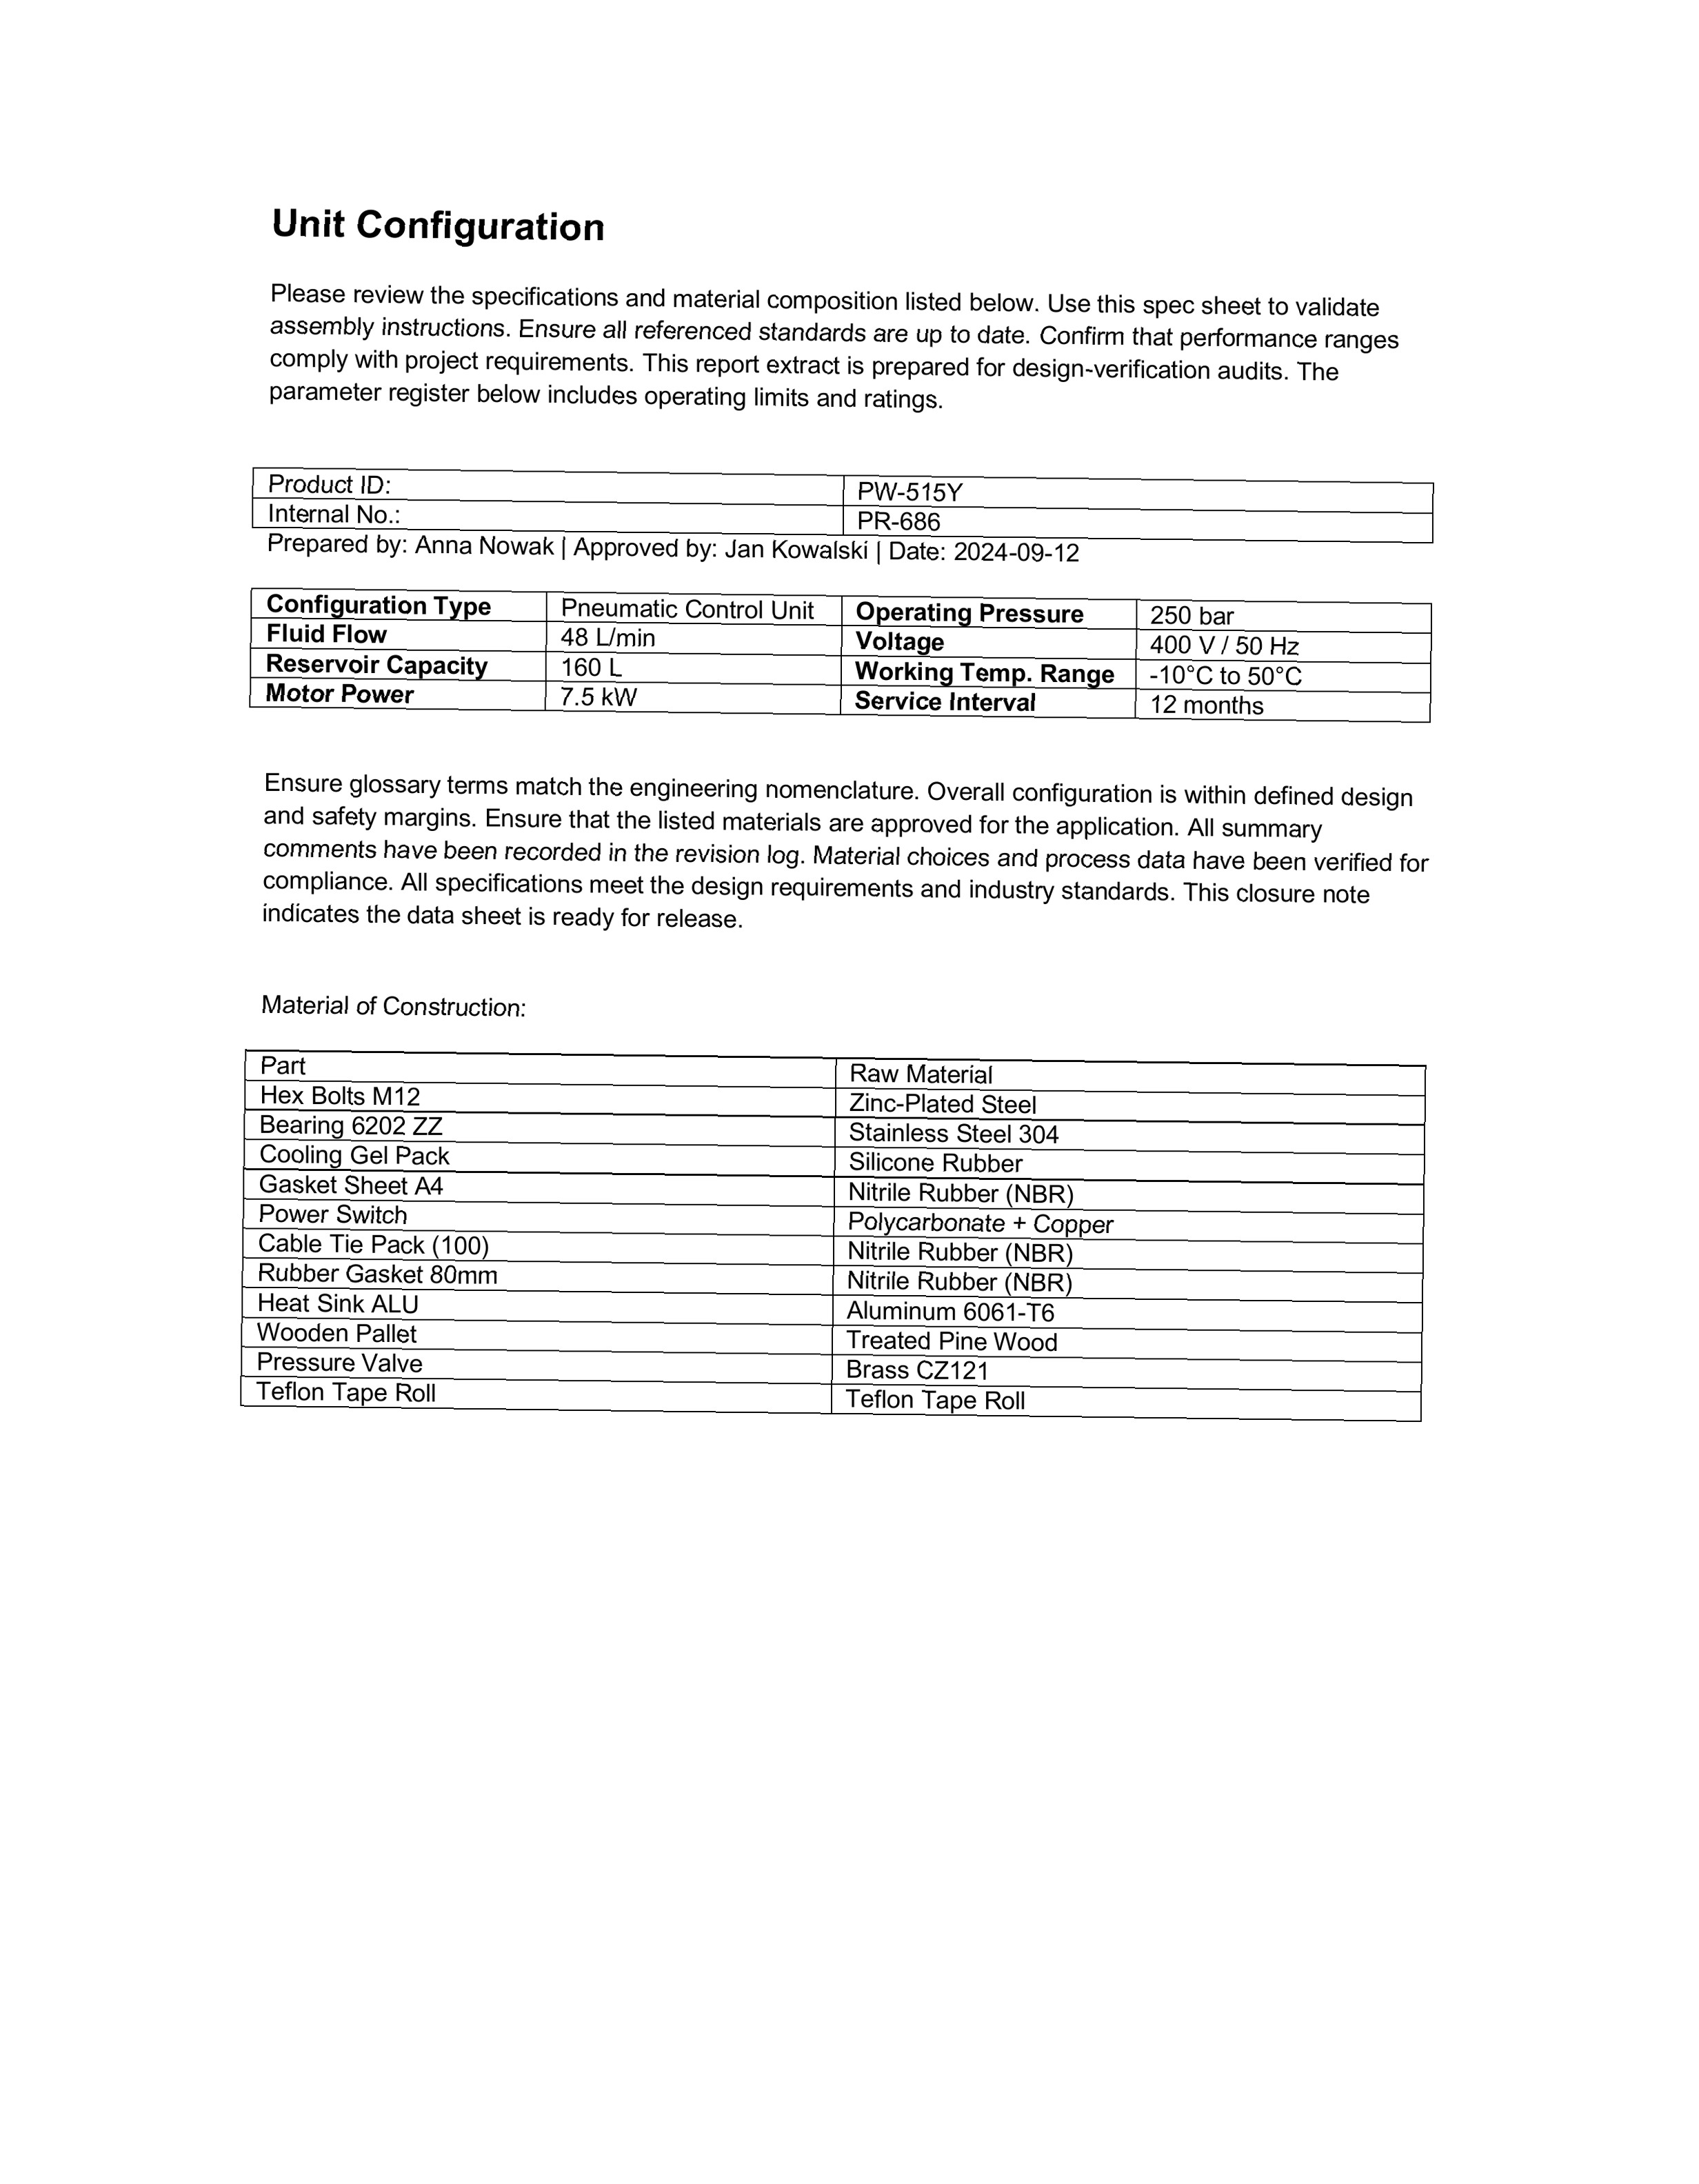 Unit Configuration
Please review the specifications and material composition listed below. Use this spec sheet to validate
assembly instructions. Ensure all referenced standards are up to date. Confirm that performance ranges
comply with project requirements. This report extract is prepared for design-verification audits. The
parameter register below includes operating limits and ratings.
Product ID: PW-515Y
Internal No.: PR-686
Prepared by: Anna Nowak | Approved by: Jan Kowalski | Date: 2024-09-12
Configuration Type Pneumatic Control Unit Operating Pressure 250 bar
Fluid Flow 48 L/min Voltage 400 V / 50 Hz
Reservoir Capacity 160 L Working Temp. Range -10°C to 50°C
Motor Power 7.5 kW Service Interval 12 months
Ensure glossary terms match the engineering nomenclature. Overall configuration is within defined design
and safety margins. Ensure that the listed materials are approved for the application. All summary
comments have been recorded in the revision log. Material choices and process data have been verified for
compliance. All specifications meet the design requirements and industry standards. This closure note
indicates the data sheet is ready for release.
Material of Construction:
Part Raw Material
Hex Bolts M12 Zinc-Plated Steel
Bearing 6202 ZZ Stainless Steel 304
Cooling Gel Pack Silicone Rubber
Gasket Sheet A4 Nitrile Rubber (NBR)
Power Switch Polycarbonate + Copper
Cable Tie Pack (100) Nitrile Rubber (NBR)
Rubber Gasket 80mm Nitrile Rubber (NBR)
Heat Sink ALU Aluminum 6061-T6
Wooden Pallet Treated Pine Wood
Pressure Valve Brass CZ121
Teflon Tape Roll Teflon Tape Roll